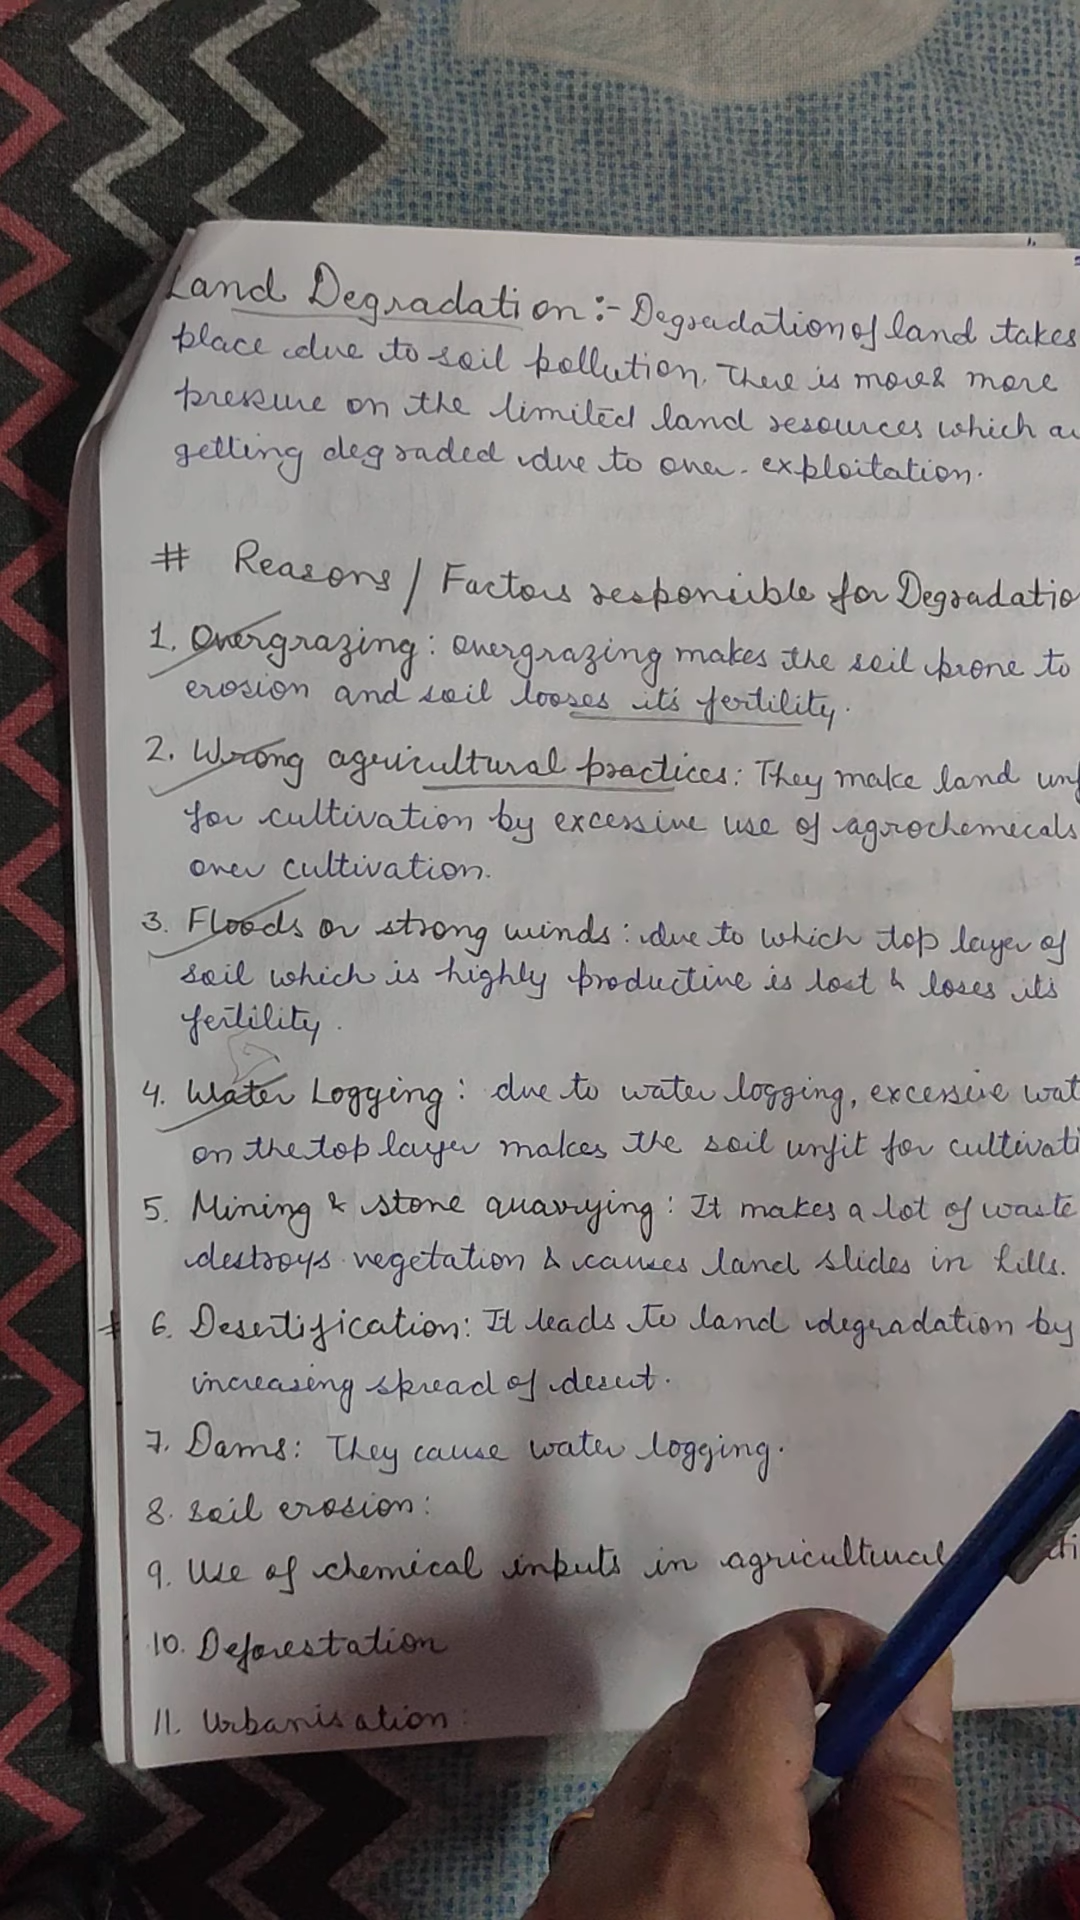 Land Degradation :- Degradation of land takes
place due to soil pollution. There is more & more
pressure on the limited land resources which
getting degraded due to over-exploitation.
# Reasons / Factors responsible for Degradatio
1. Overgrazing : overgrazing makes the soil prone to
erosion and soil looses its fertility.
2. Wrong agricultural practices: They make land unf
for cultivation by excessive use of agrochemicals
over cultivation.
3. Floods or strong winds : due to which top layer of
soil which is highly productive is lost & loses its
fertility.
4. Water Logging : due to water logging, excessive wat
on the top layer makes the soil unfit for cultivati
5. Mining & stone quarrying : It makes a lot of waste
destroys vegetation & causes land slides in hills.
6. Desertification: It leads to land degradation by
increasing spread of desert.
7. Dams: They cause water logging.
8. Soil erosion:
9. Use of chemical inputs in agricultural
10. Deforestation
11. Urbanisation: